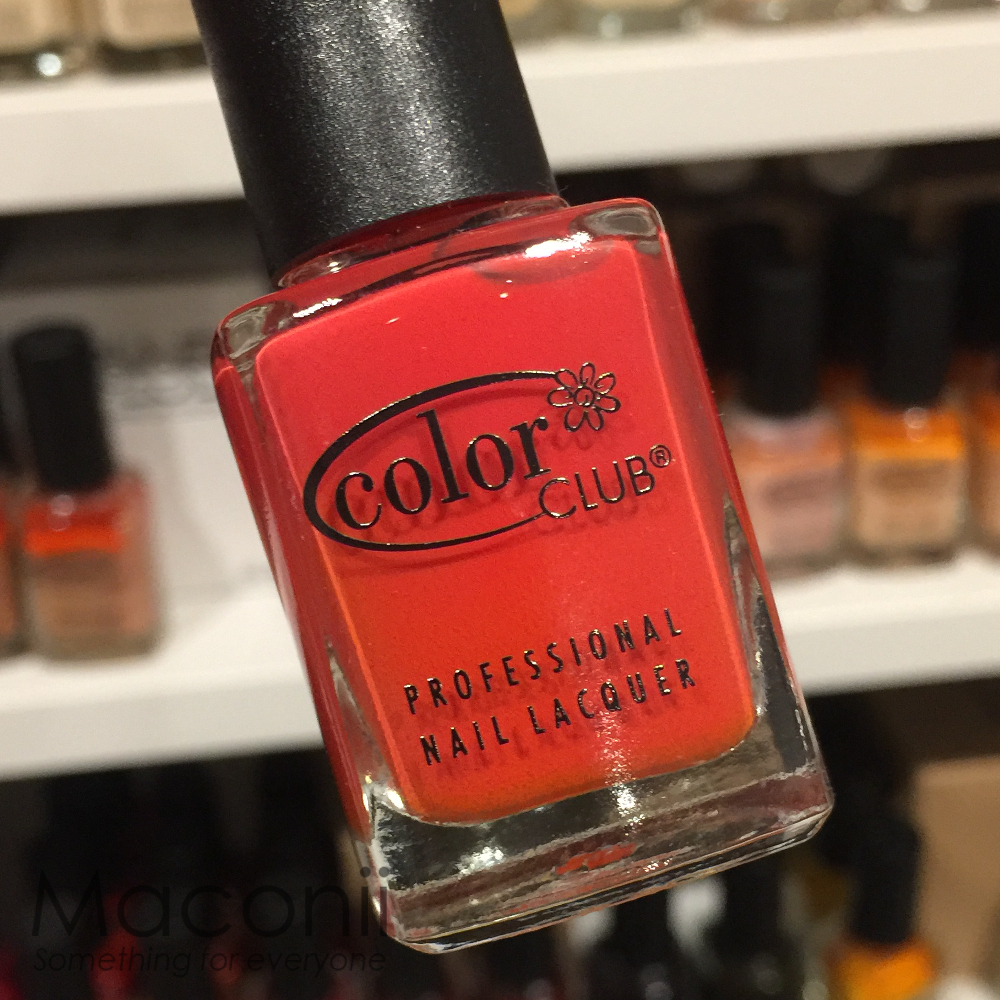 color
CLUB®
PROFESSIONAL
NAIL LACQUER
Maconii
Something for everyone